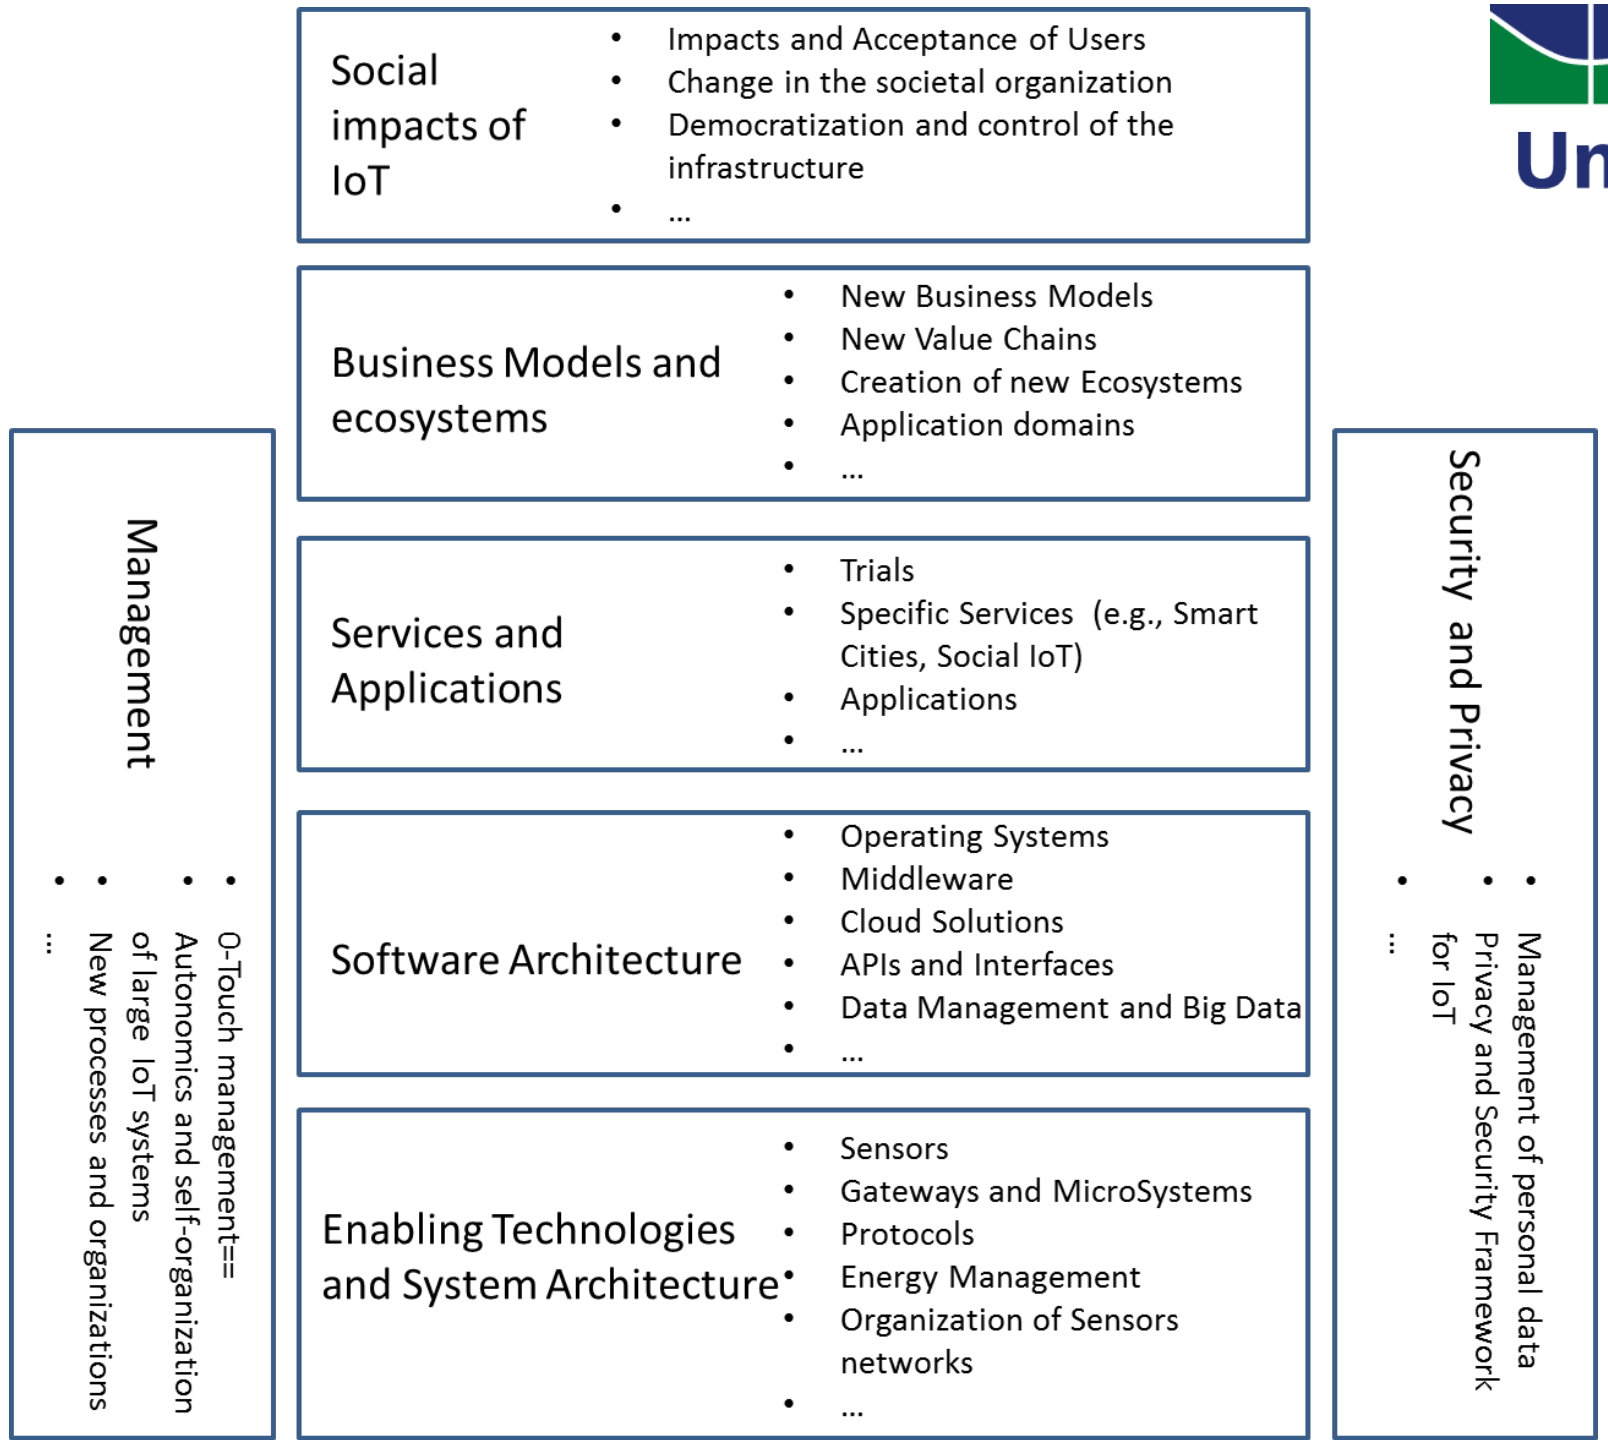 Social
impacts of
IoT
• Impacts and Acceptance of Users
• Change in the societal organization
• Democratization and control of the
infrastructure
• ...
Un
Business Models and
ecosystems
• New Business Models
• New Value Chains
• Creation of new Ecosystems
• Application domains
• ...
Services and
Applications
• Trials
• Specific Services (e.g., Smart
Cities, Social IoT)
• Applications
• ...
Software Architecture
• Operating Systems
• Middleware
• Cloud Solutions
• APIs and Interfaces
• Data Management and Big Data
• ...
Enabling Technologies
and System Architecture
• Sensors
• Gateways and MicroSystems
• Protocols
• Energy Management
• Organization of Sensors
networks
• ...
Management
• 0-Touch management==
• Autonomics and self-organization
of large IoT systems
• New processes and organizations
• ...
Security and Privacy
• Management of personal data
• Privacy and Security Framework
for IoT
• ...